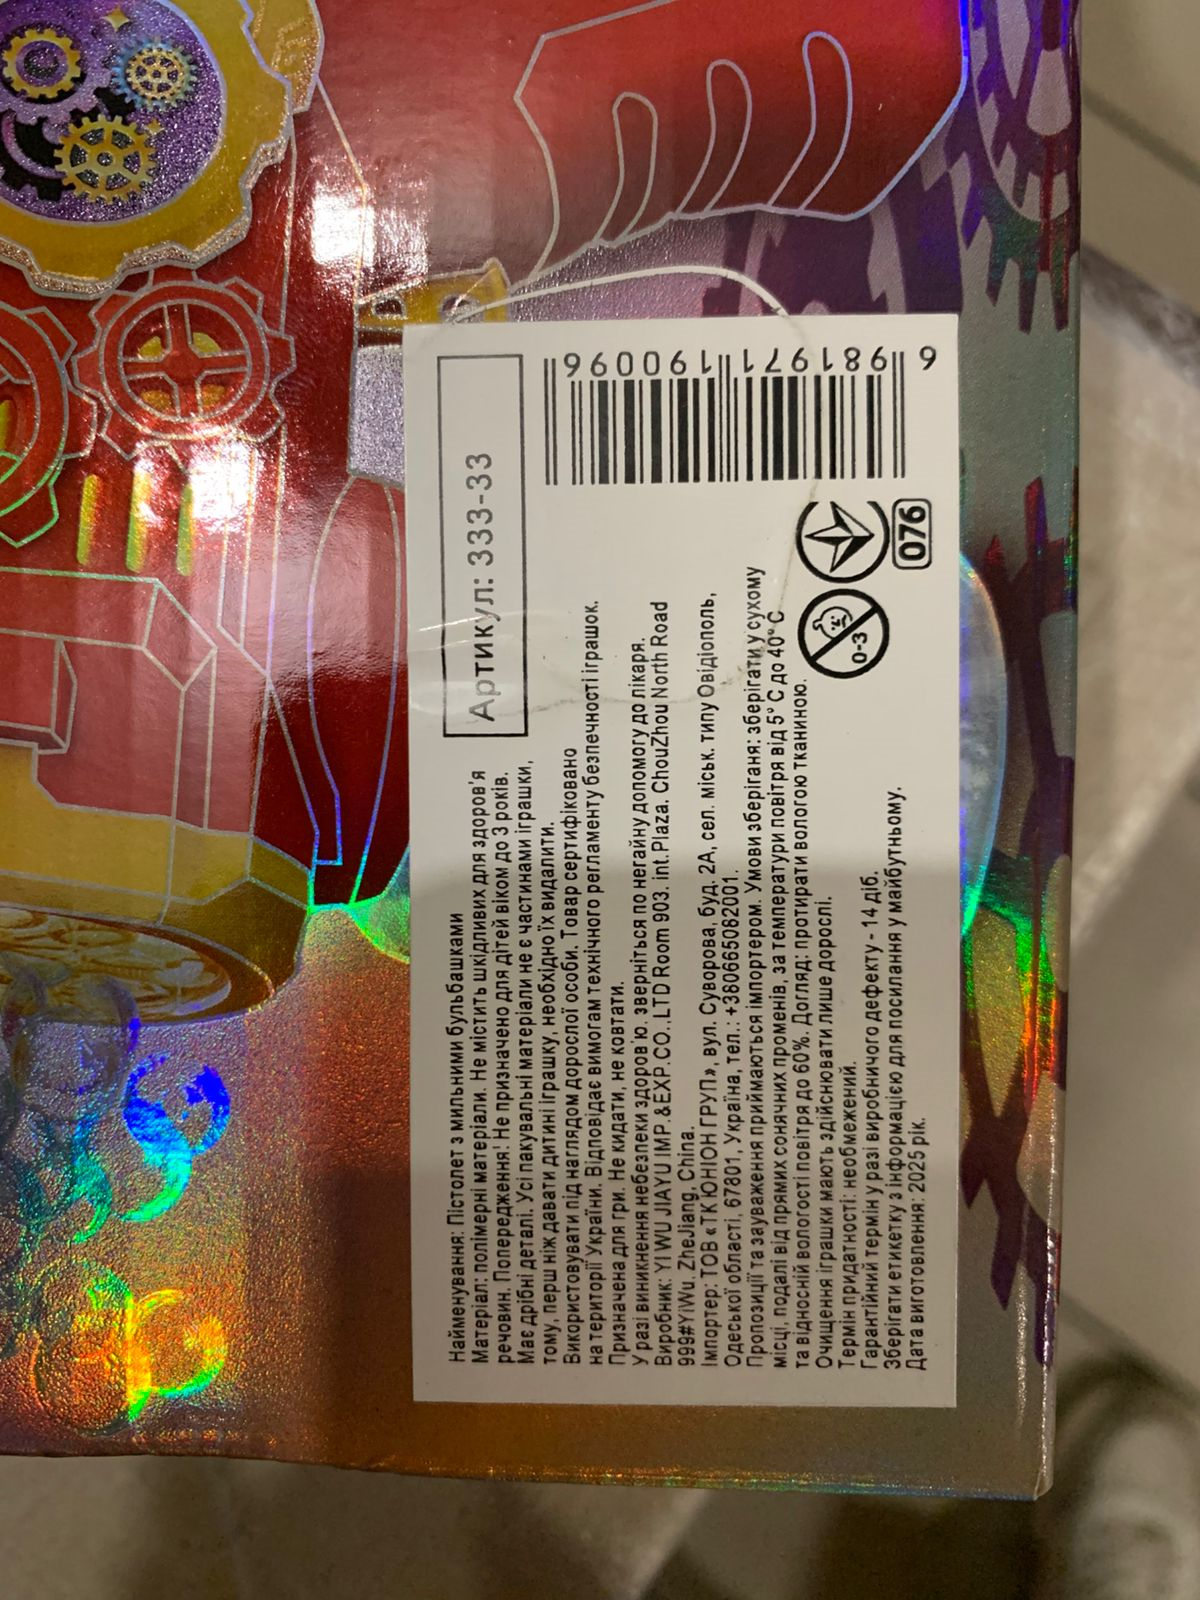 Артикул: 333-33
6 981971 190096
076
0-3
Найменування: Пістолет з мильними бульбашками
Матеріал: полімерні матеріали. Не містить шкідливих для здоров'я
речовин. Попередження: Не призначено для дітей віком до 3 років.
Має дрібні деталі. Усі пакувальні матеріали не є частинами іграшки,
тому, перш ніж давати дитині іграшку, необхідно їх видалити.
Використовувати під наглядом дорослої особи. Товар сертифіковано
на території України. Відповідає вимогам технічного регламенту безпечності іграшок.
Призначена для гри. Не кидати, не ковтати.
У разі виникнення небезпеки здоров'ю. зверніться по негайну допомогу до лікаря.
Виробник: YI WU JIAYU IMP.&EXP.CO.,LTD Room 903. int.Plaza. ChouZhou North Road
999#YiWu. ZheJiang, China.
Імпортер: ТОВ «ТК ЮНІОН ГРУП», вул. Суворова, буд. 2А, сел. міськ. типу Овідіополь,
Одеської області, 67801, Україна, тел.: +380665082001.
Пропозиції та зауваження приймаються імпортером. Умови зберіганя: зберігати у сухому
місці, подалі від прямих сонячних променів, за температури повітря від 5° С до 40° С
та відносній вологості повітря до 60%. Догляд: протирати вологою тканиною.
Очищення іграшки мають здійснювати лише дорослі.
Термін придатності: необмежений.
Гарантійний термін у разі виробничого дефекту - 14 діб.
Зберігати етикетку з інформацією для посилання у майбутньому.
Дата виготовлення: 2025 рік.